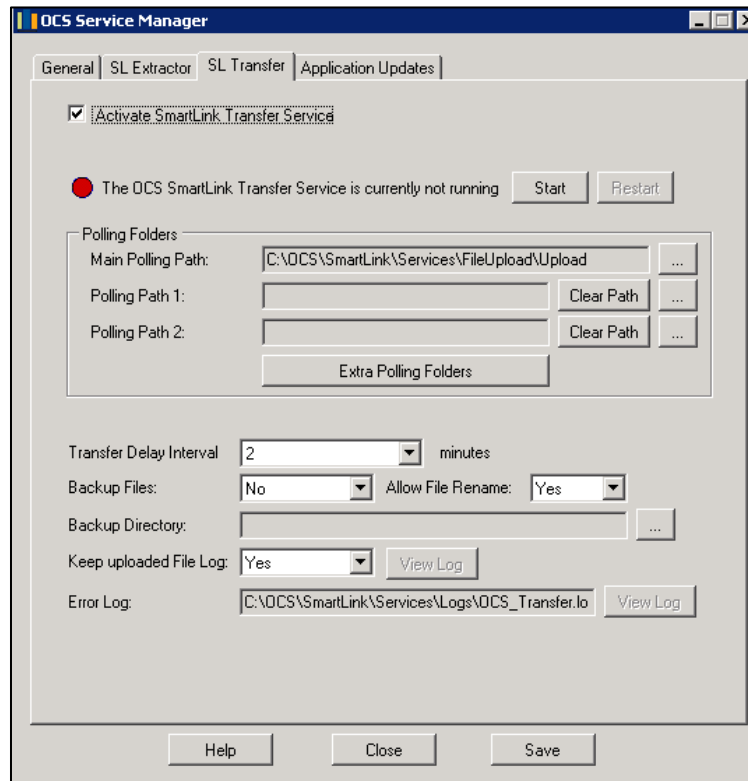 OCS Service Manager
General SL Extractor SL Transfer Application Updates
Activate SmartLink Transfer Service
The OCS SmartLink Transfer Service is currently not running Start Restart
Polling Folders
Main Polling Path: C:\OCS\SmartLink\Services\FileUpload\Upload ...
Polling Path 1: Clear Path ...
Polling Path 2: Clear Path ...
Extra Polling Folders
Transfer Delay Interval 2 minutes
Backup Files: No Allow File Rename: Yes
Backup Directory: ...
Keep uploaded File Log: Yes View Log
Error Log: C:\OCS\SmartLink\Services\Logs\OCS_Transfer.lo View Log
Help Close Save